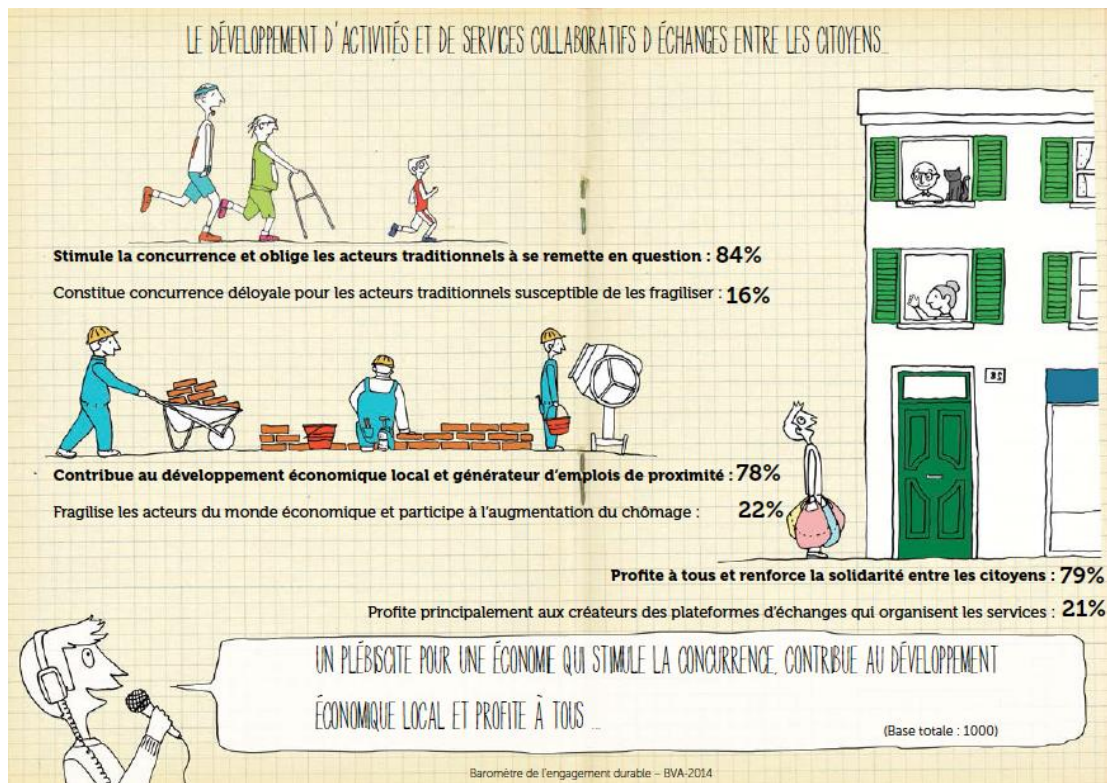 LE DÉVELOPPEMENT D'ACTIVITÉS ET DE SERVICES COLLABORATIFS D ÉCHANGES ENTRE LES CITOYENS...
Stimule la concurrence et oblige les acteurs traditionnels à se remette en question : 84%
Constitue concurrence déloyale pour les acteurs traditionnels susceptible de les fragiliser : 16%
Contribue au développement économique local et générateur d'emplois de proximité : 78%
Fragilise les acteurs du monde économique et participe à l'augmentation du chômage : 22%
Profite à tous et renforce la solidarité entre les citoyens : 79%
Profite principalement aux créateurs des plateformes d'échanges qui organisent les services : 21%
UN PLÉBISCITE POUR UNE ÉCONOMIE QUI STIMULE LA CONCURRENCE, CONTRIBUE AU DÉVELOPPEMENT
ÉCONOMIQUE LOCAL ET PROFITE À TOUS ...
(Base totale : 1000)
Baromètre de l'engagement durable – BVA-2014